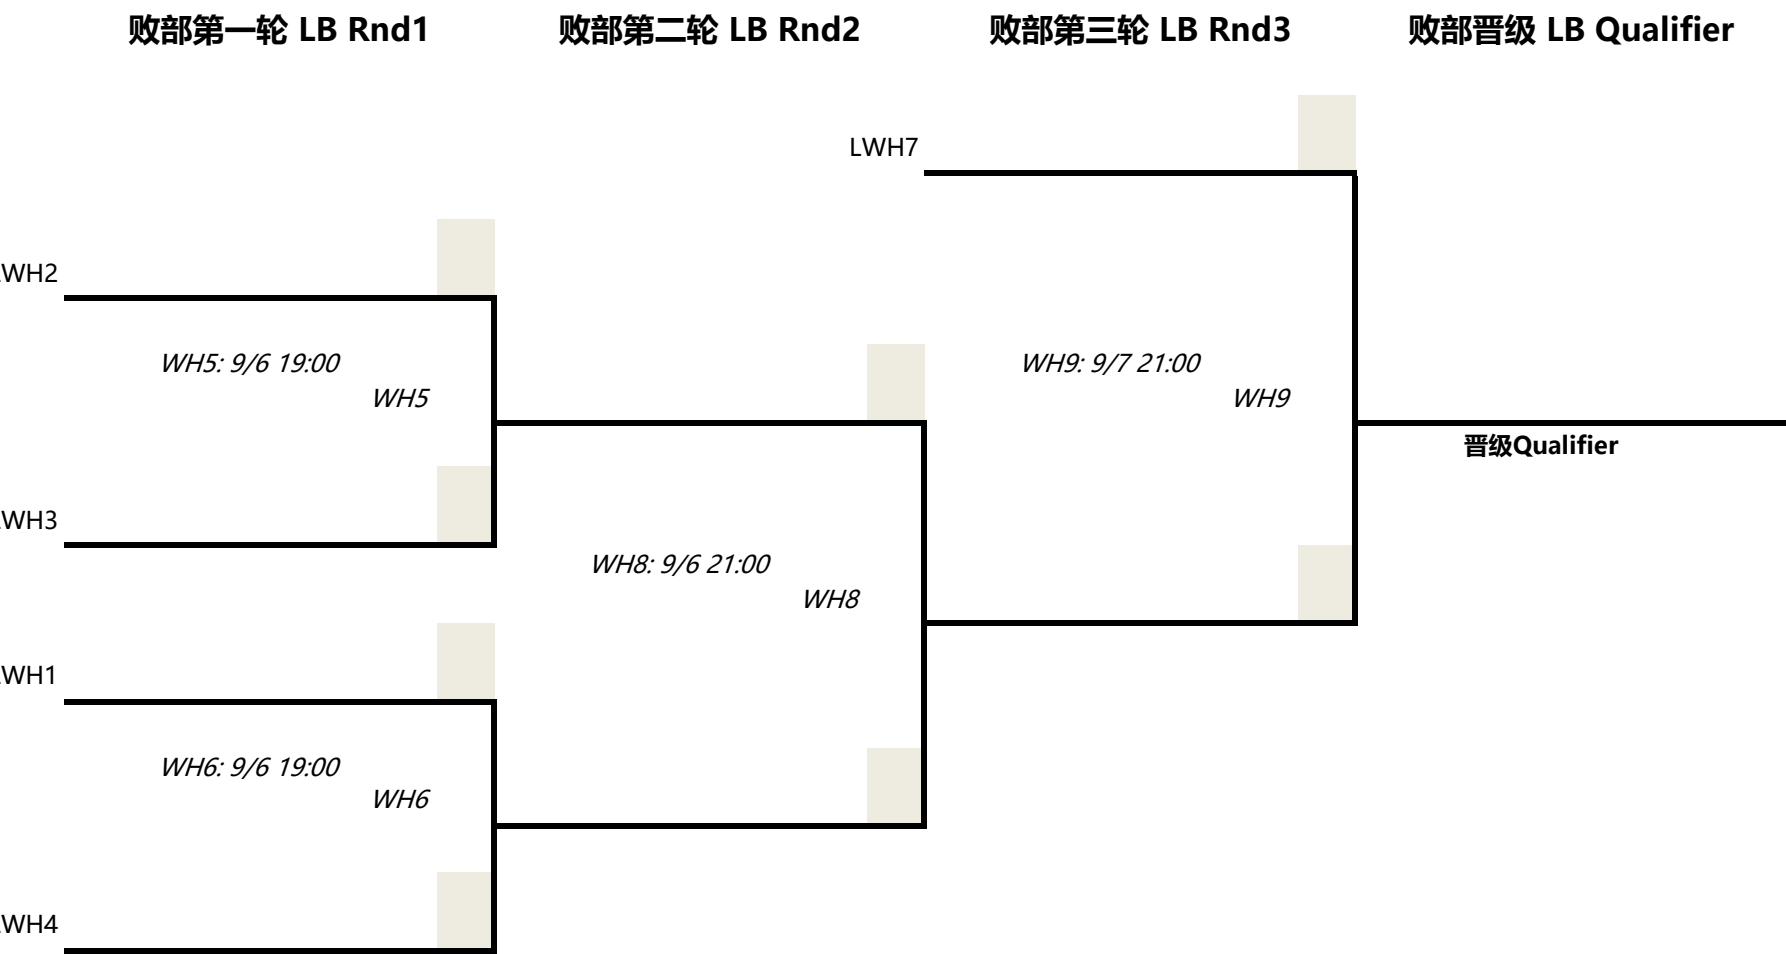 败部第一轮 LB Rnd1
败部第二轮 LB Rnd2
败部第三轮 LB Rnd3
败部晋级 LB Qualifier
LWH7
WH2
WH5: 9/6 19:00
WH5
WH3
WH9: 9/7 21:00
WH9
晋级Qualifier
WH8: 9/6 21:00
WH8
WH1
WH6: 9/6 19:00
WH6
WH4